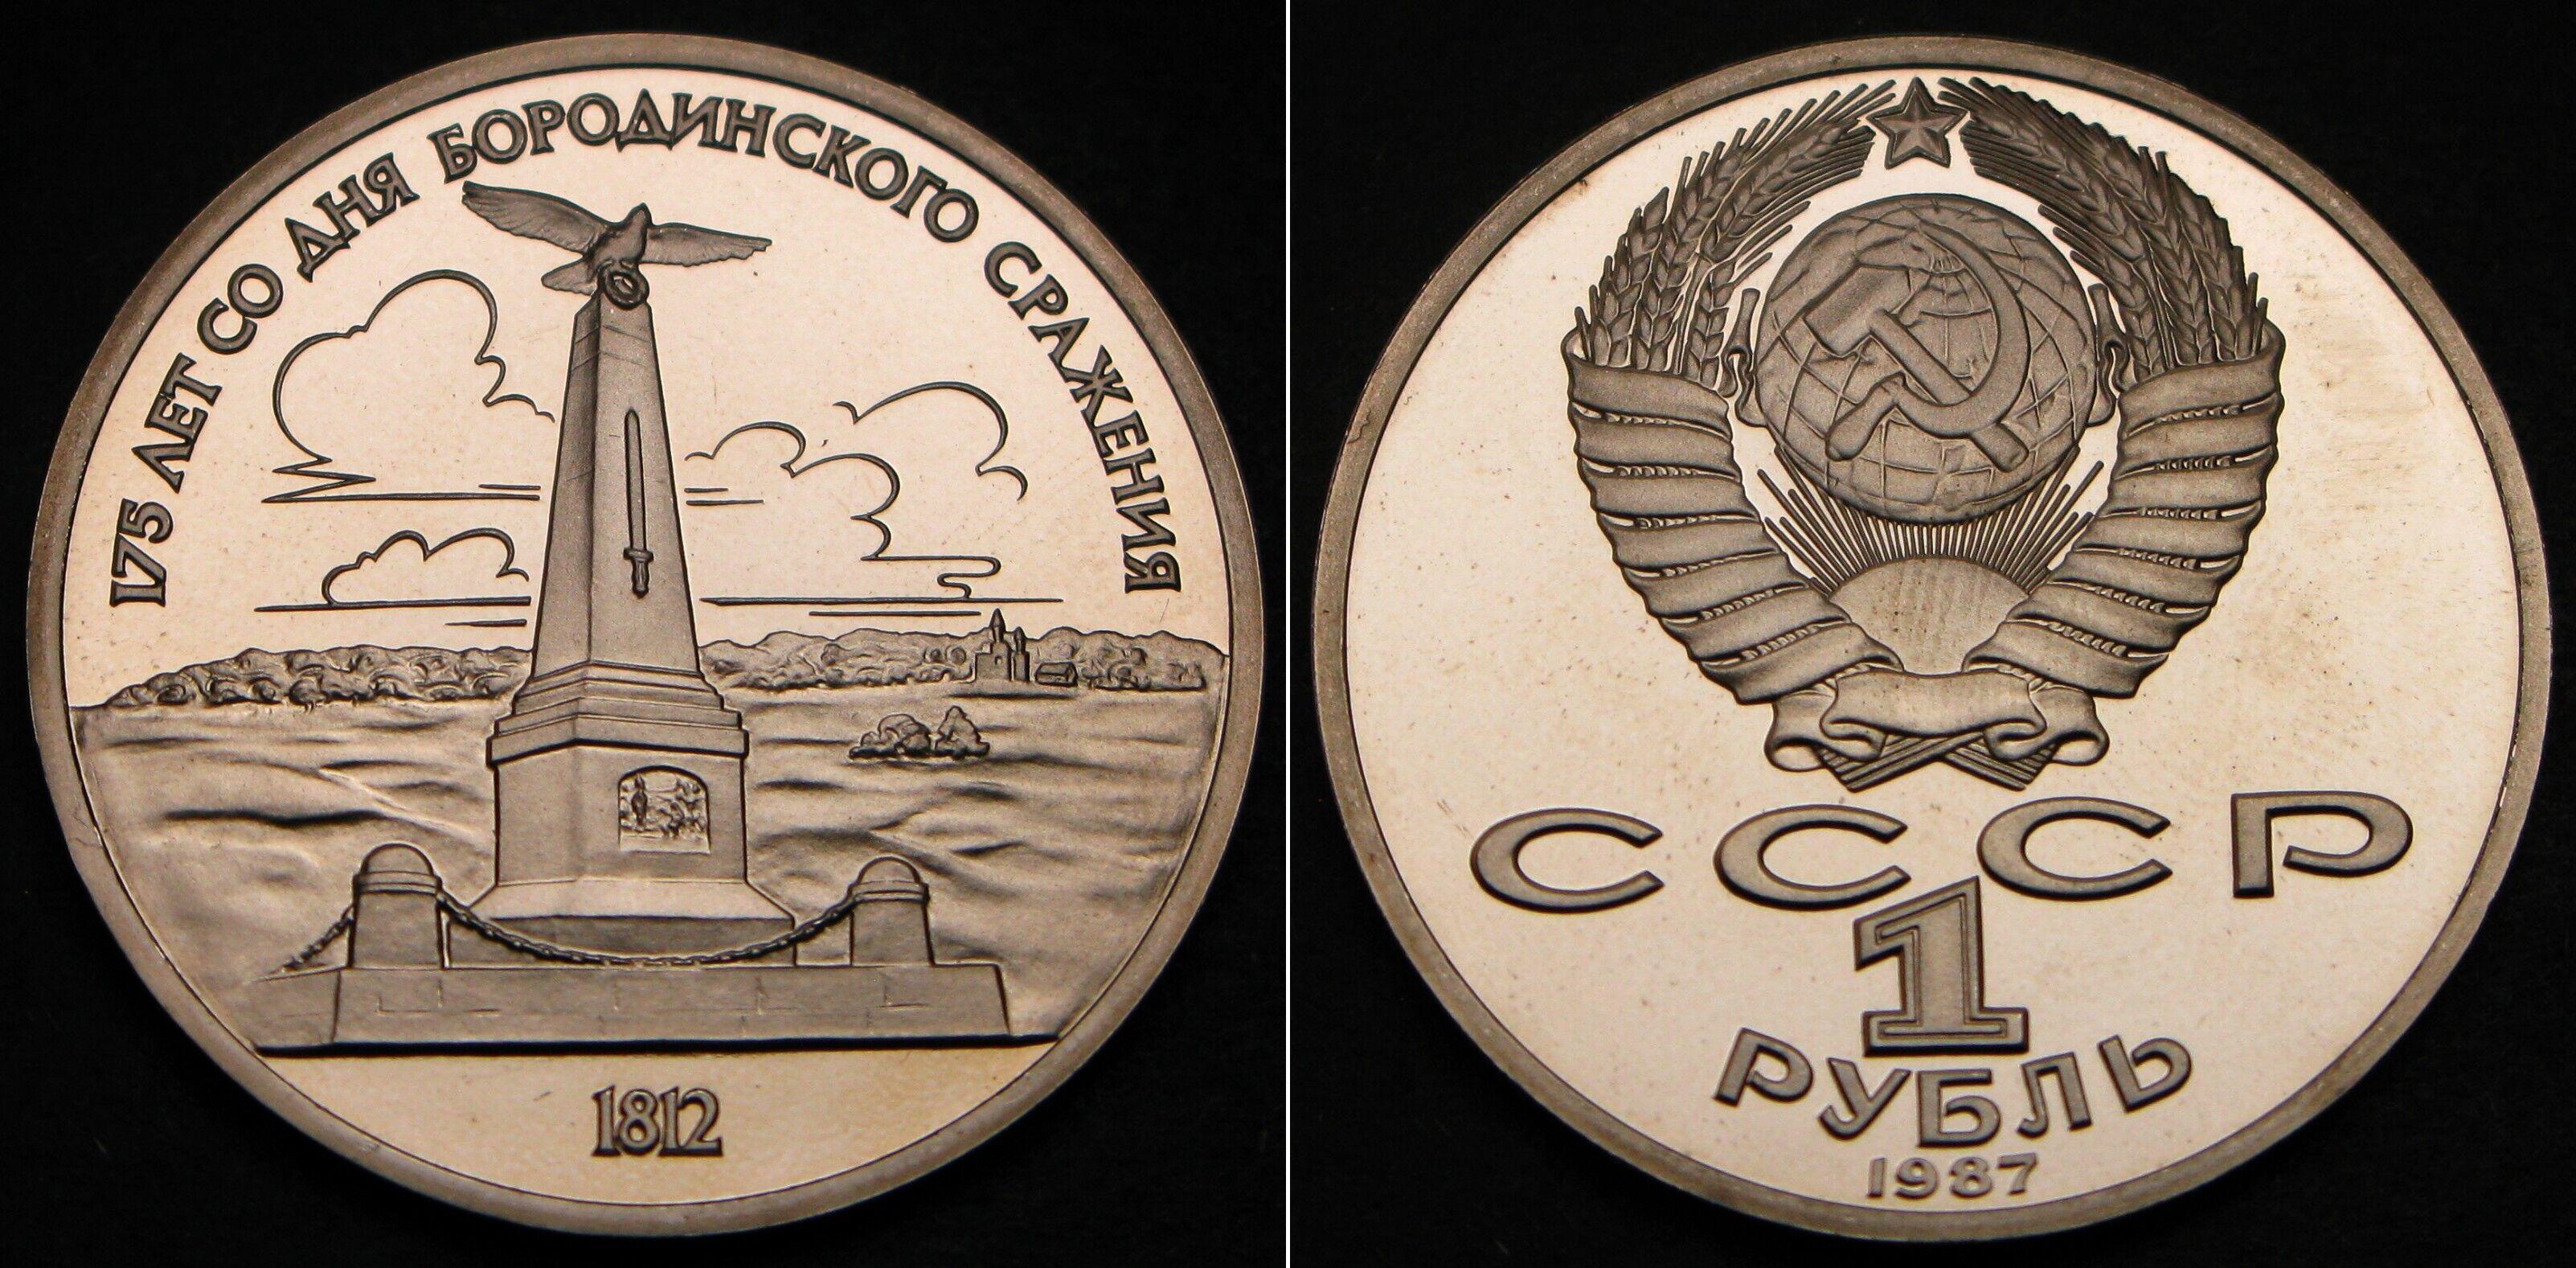 175 ЛЕТ СО ДНЯ БОРОДИНСКОГО СРАЖЕНИЯ
1812
СССР
1
РУБЛЬ
1987